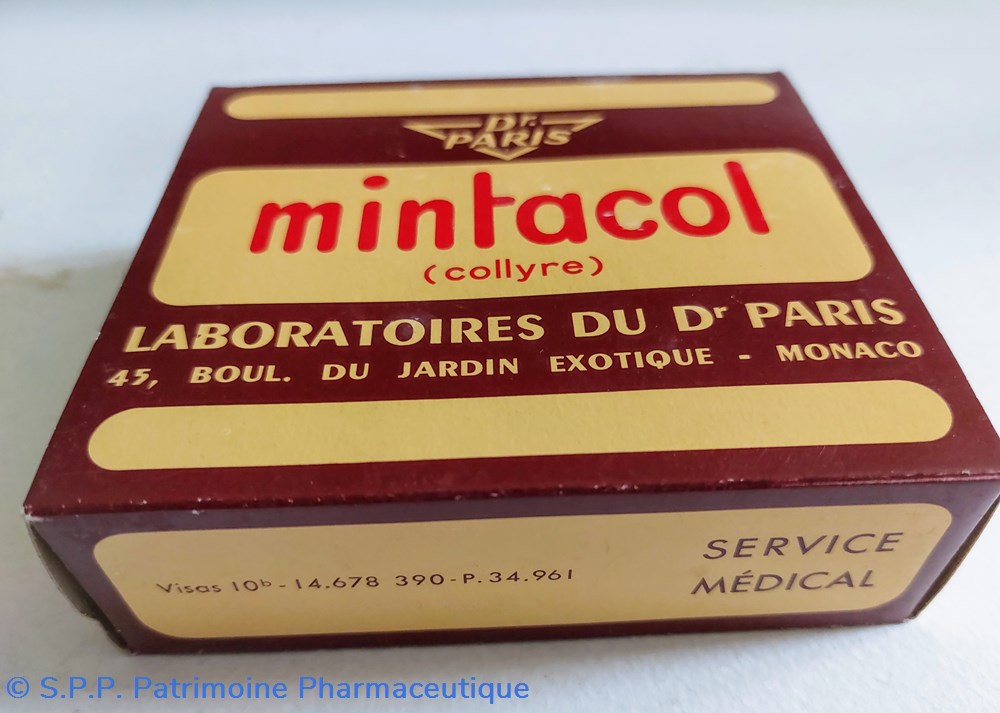 Dr.
PARIS
mintacol
(collyre)
LABORATOIRES DU Dr PARIS
45, BOUL. DU JARDIN EXOTIQUE - MONACO
Visas 10b - 14.678 390 - P. 34.961
SERVICE
MÉDICAL
© S.P.P. Patrimoine Pharmaceutique